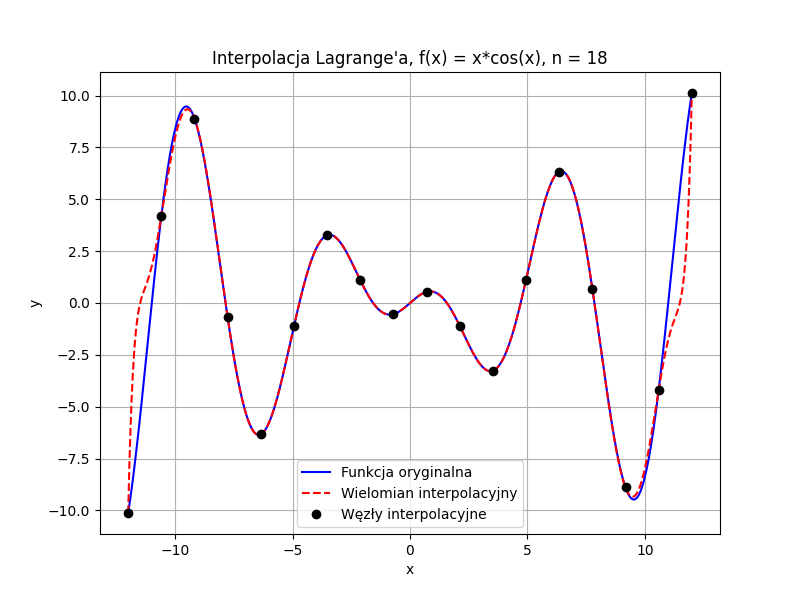 Interpolacja Lagrange'a, f(x) = x*cos(x), n = 18
10.0
7.5
5.0
2.5
0.0
−2.5
−5.0
−7.5
−10.0
y
Funkcja oryginalna
Wielomian interpolacyjny
Węzły interpolacyjne
−10
−5
0
5
10
x